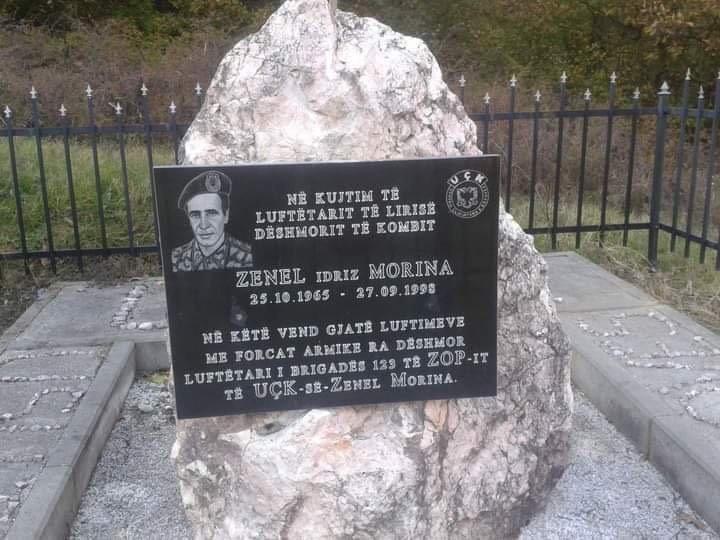 NË KUJTIM TË
LUFTËTARIT TË LIRISË
DËSHMORIT TË KOMBIT
UÇK
ZENEL IDRIZ MORINA
25.10.1965 - 27.09.1998
NË KËTË VEND GJATË LUFTIMEVE
ME FORCAT ARMIKE RA DËSHMOR
LUFTËTARI I BRIGADËS 123 TË ZOP-IT
TË UÇK-SË-ZENEL MORINA.